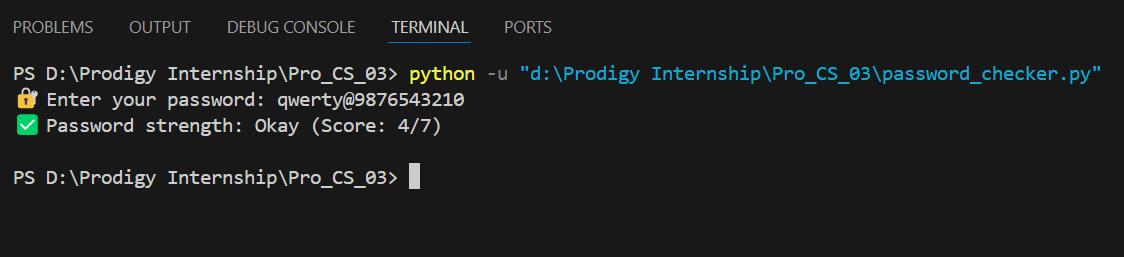 PROBLEMS OUTPUT DEBUG CONSOLE TERMINAL PORTS
PS D:\Prodigy Internship\Pro_CS_03> python -u "d:\Prodigy Internship\Pro_CS_03\password_checker.py"
🔐 Enter your password: qwerty@9876543210
✅ Password strength: Okay (Score: 4/7)
PS D:\Prodigy Internship\Pro_CS_03>